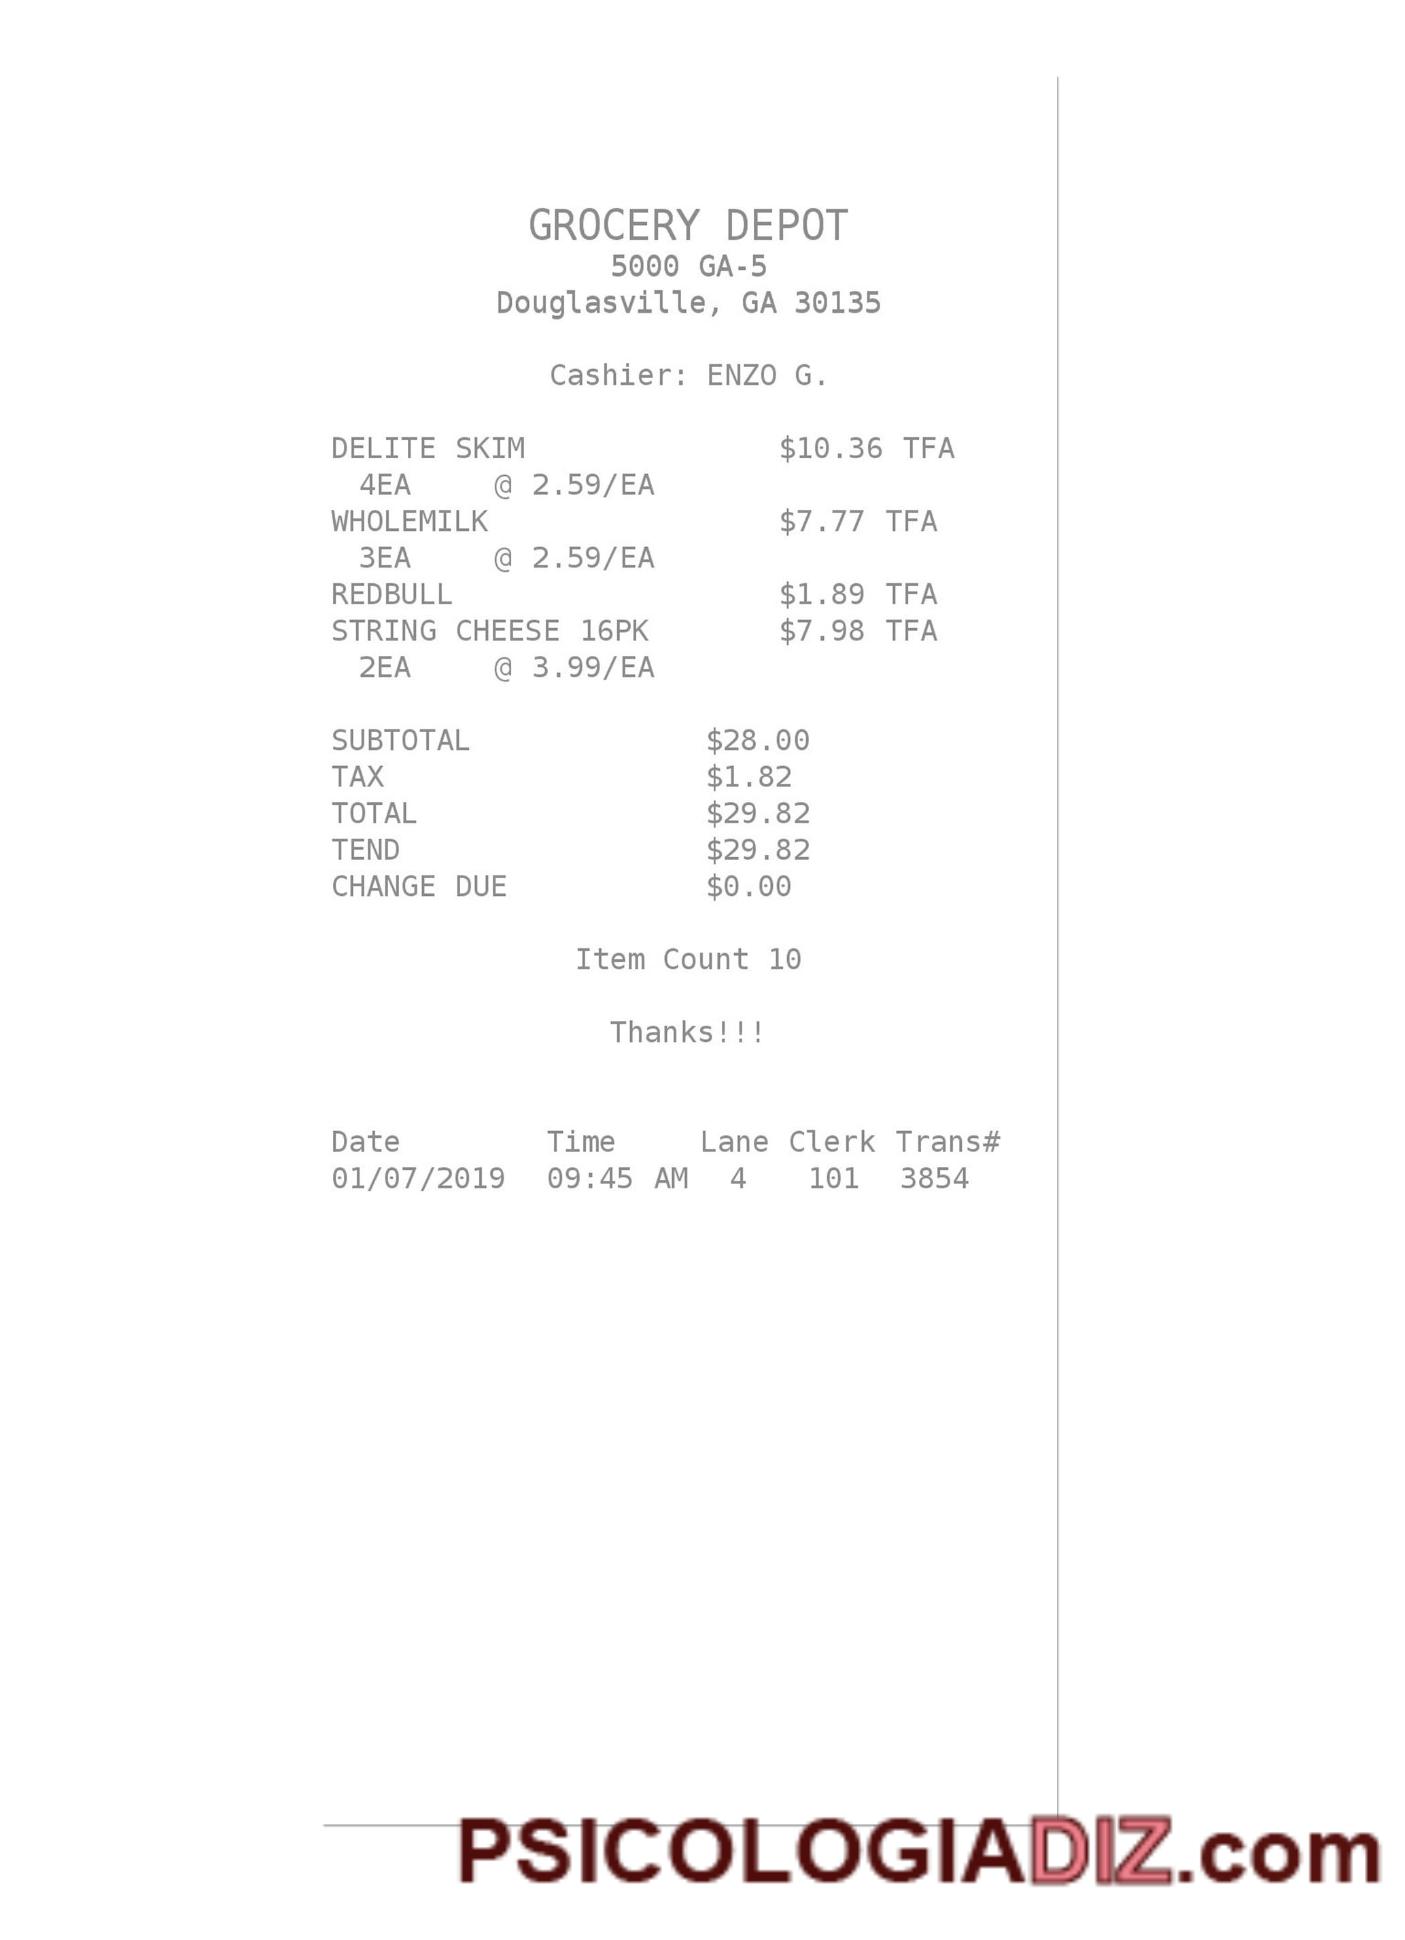 GROCERY DEPOT
5000 GA-5
Douglasville, GA 30135
Cashier: ENZO G.
DELITE SKIM $10.36 TFA
4EA @ 2.59/EA
WHOLEMILK $7.77 TFA
3EA @ 2.59/EA
REDBULL $1.89 TFA
STRING CHEESE 16PK $7.98 TFA
2EA @ 3.99/EA
SUBTOTAL $28.00
TAX $1.82
TOTAL $29.82
TEND $29.82
CHANGE DUE $0.00
Item Count 10
Thanks!!!
Date Time Lane Clerk Trans#
01/07/2019 09:45 AM 4 101 3854
PSICOLOGIADIZ.com